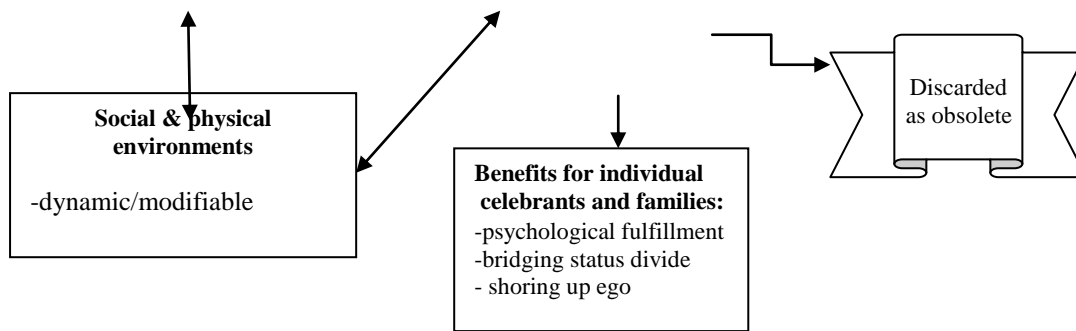 Social & physical
environments
-dynamic/modifiable
Benefits for individual
celebrants and families:
-psychological fulfillment
-bridging status divide
- shoring up ego
Discarded
as obsolete